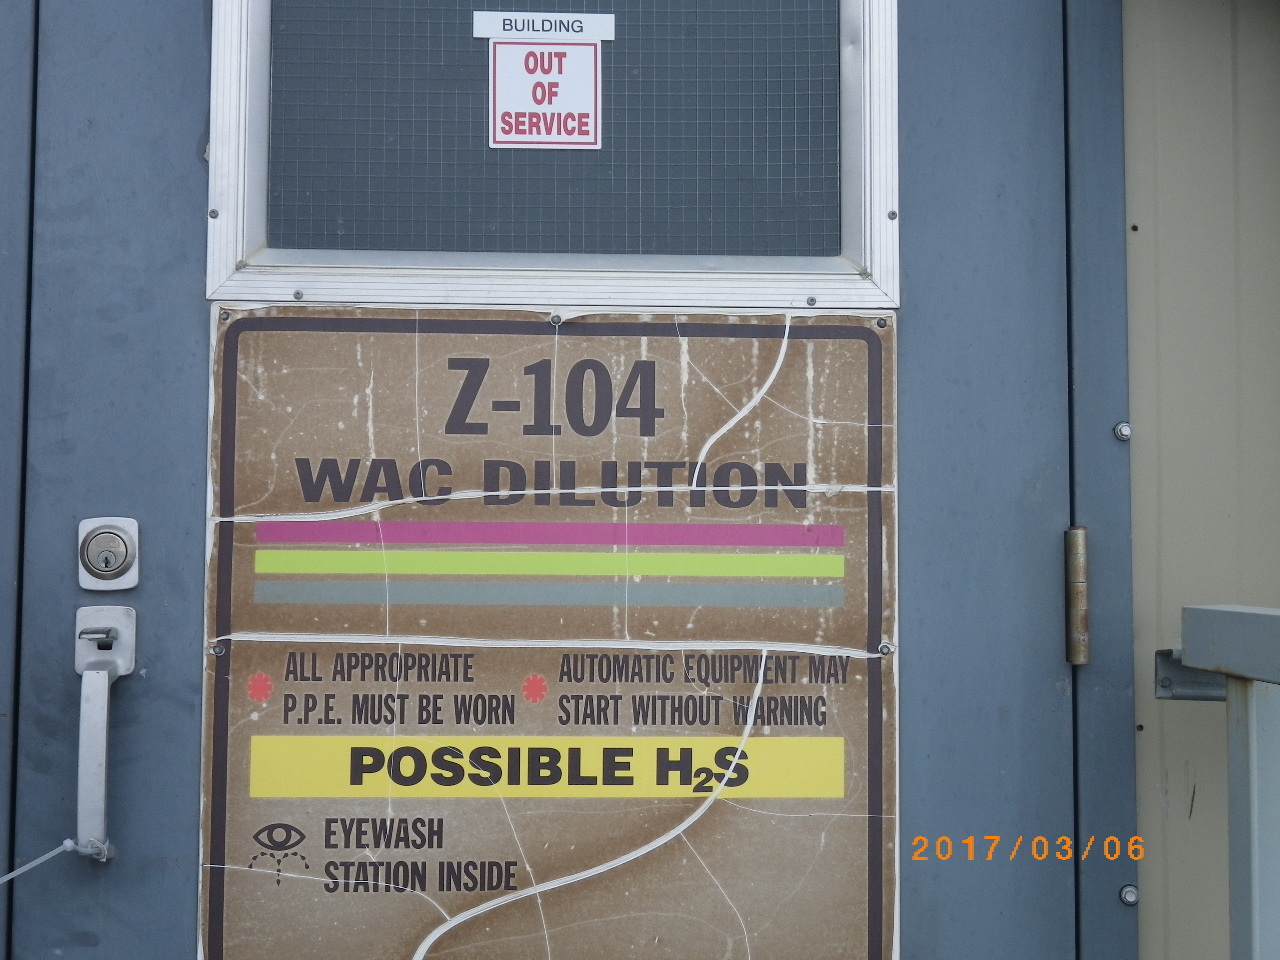 BUILDING
OUT
OF
SERVICE
Z-104
WAC DILUTION
ALL APPROPRIATE
P.P.E. MUST BE WORN
AUTOMATIC EQUIPMENT MAY
START WITHOUT WARNING
POSSIBLE H₂S
EYEWASH
STATION INSIDE
2017/03/06